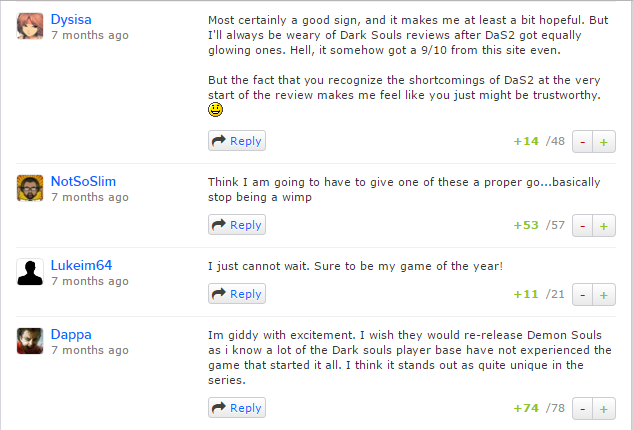 Dysisa
7 months ago
Most certainly a good sign, and it makes me at least a bit hopeful. But
I'll always be weary of Dark Souls reviews after DaS2 got equally
glowing ones. Hell, it somehow got a 9/10 from this site even.
But the fact that you recognize the shortcomings of DaS2 at the very
start of the review makes me feel like you just might be trustworthy.
Reply
+14 /48 - +
NotSoSlim
7 months ago
Think I am going to have to give one of these a proper go...basically
stop being a wimp
Reply
+53 /57 - +
Lukeim64
7 months ago
I just cannot wait. Sure to be my game of the year!
Reply
+11 /21 - +
Dappa
7 months ago
Im giddy with excitement. I wish they would re-release Demon Souls
as i know a lot of the Dark souls player base have not experienced the
game that started it all. I think it stands out as quite unique in the
series.
Reply
+74 /78 - +